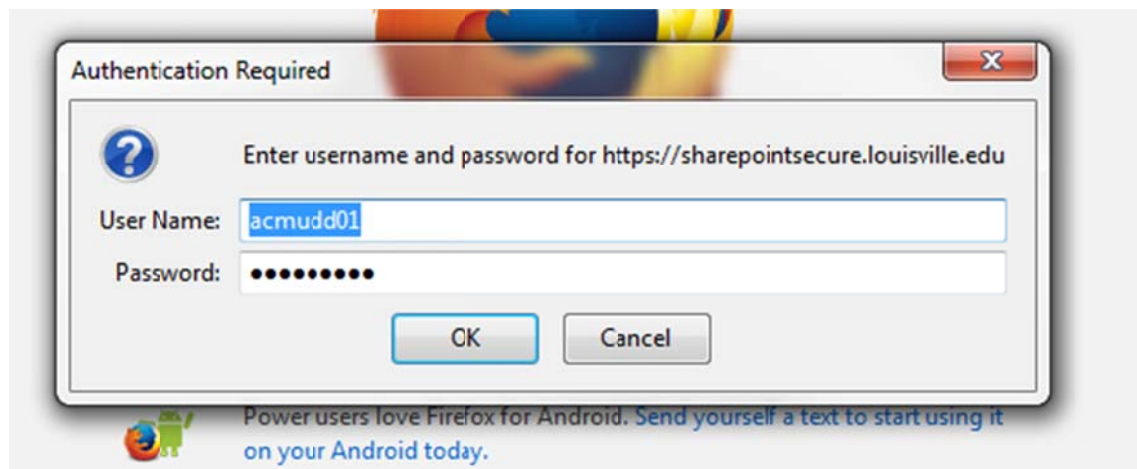 Authentication Required
Enter username and password for https://sharepointsecure.louisville.edu
User Name: acmudd01
Password: •••••••••
OK Cancel
Power users love Firefox for Android. Send yourself a text to start using it
on your Android today.